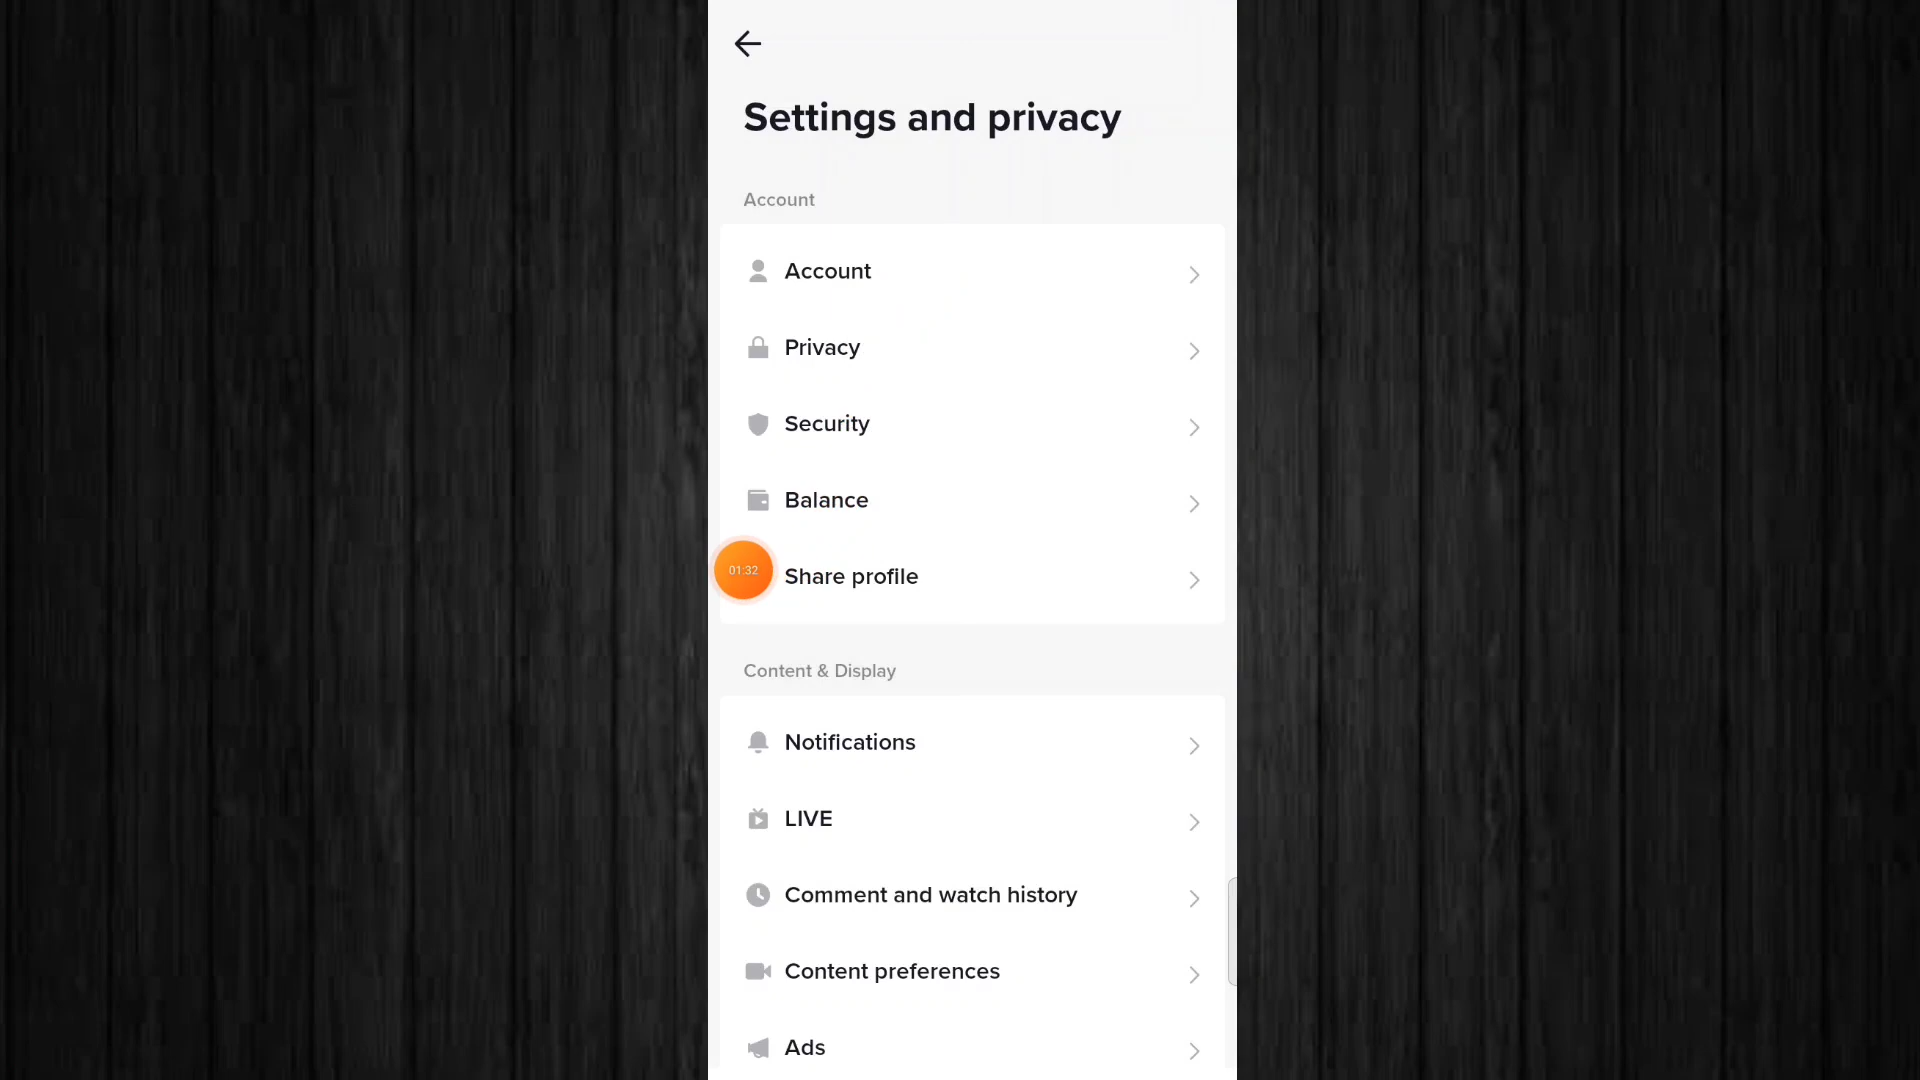 Settings and privacy
Account
Account
Privacy
Security
Balance
01:32
Share profile
Content & Display
Notifications
LIVE
Comment and watch history
Content preferences
Ads